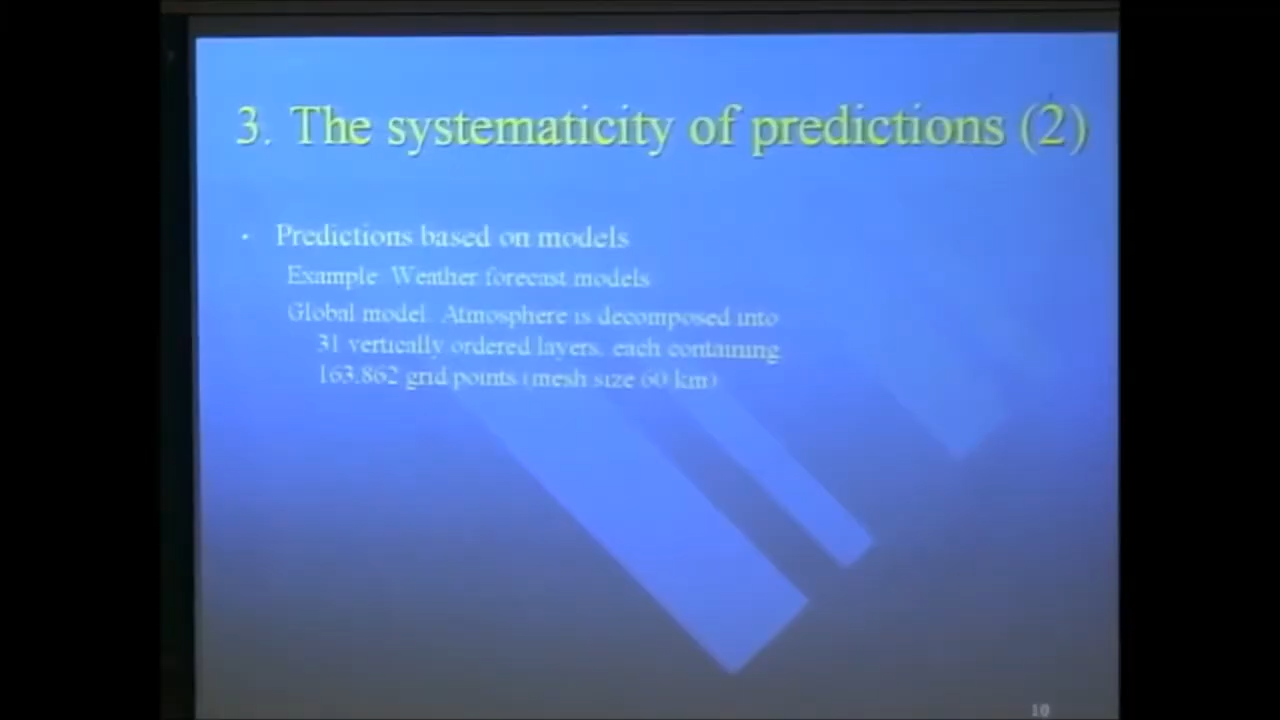 3. The systematicity of predictions (2)
· Predictions based on models
Example: Weather forecast models
Global model: Atmosphere is decomposed into
31 vertically ordered layers, each containing
163.862 grid points (mesh size 60 km)
10